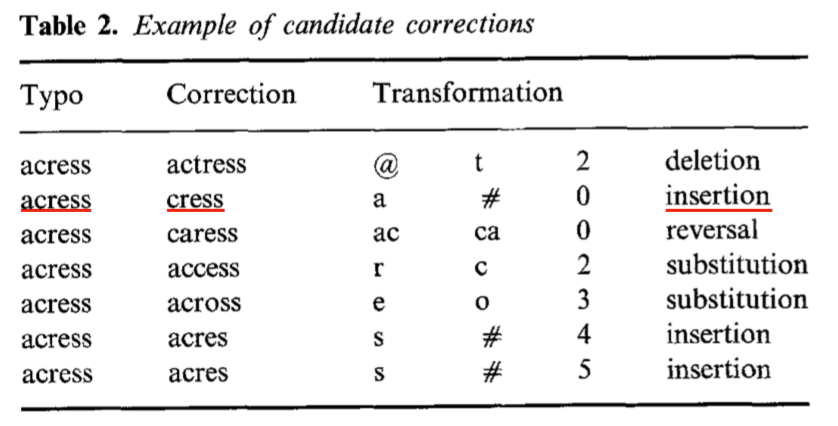 Table 2. Example of candidate corrections
Typo Correction Transformation
acress actress @ t 2 deletion
acress cress a # 0 insertion
acress caress ac ca 0 reversal
acress access r c 2 substitution
acress across e o 3 substitution
acress acres s # 4 insertion
acress acres s # 5 insertion